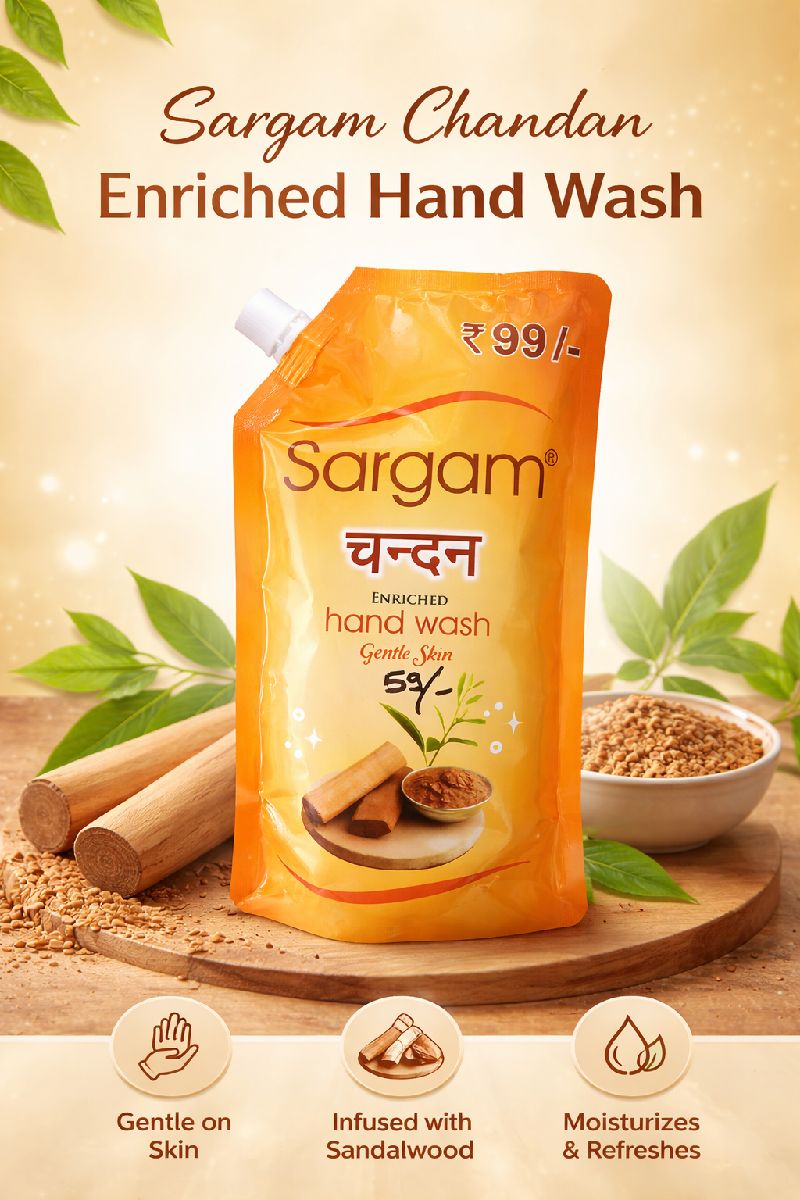 Sargam Chandan
Enriched Hand Wash
₹ 99/-
Sargam®
चन्दन
ENRICHED
hand wash
Gentle Skin
59/-
Gentle on
Skin
Infused with
Sandalwood
Moisturizes
& Refreshes